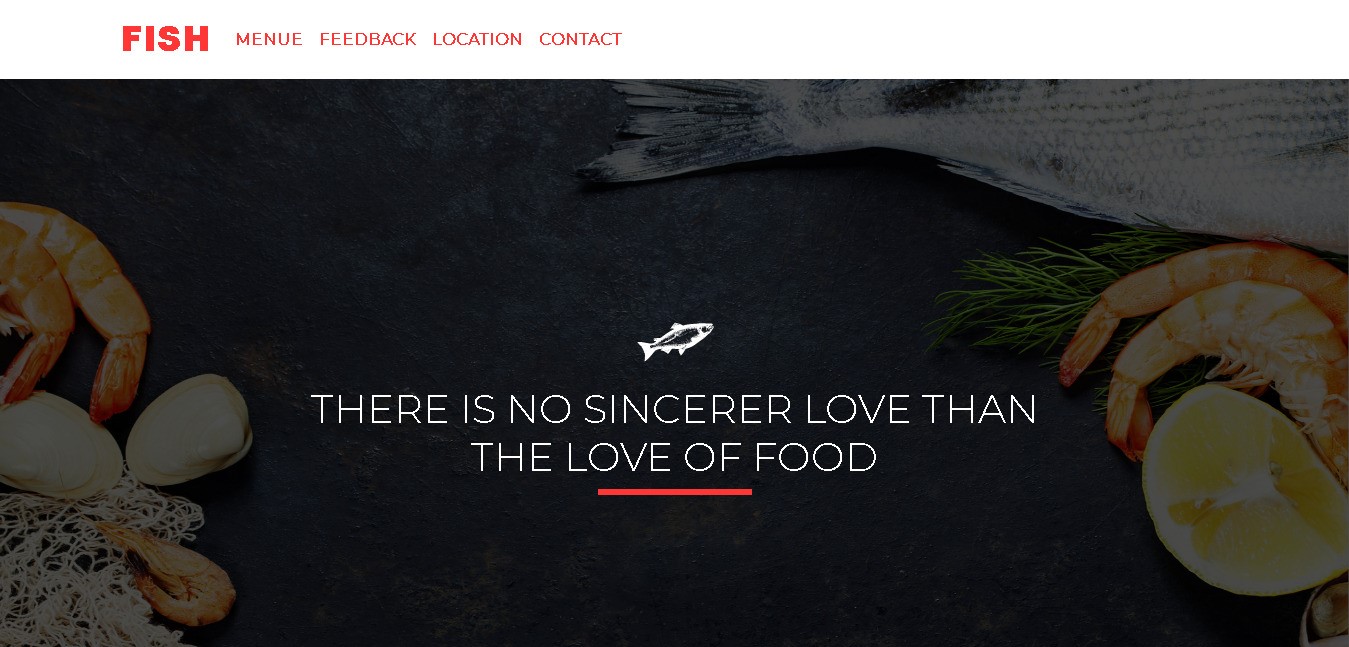 FISH MENUE FEEDBACK LOCATION CONTACT
THERE IS NO SINCERER LOVE THAN
THE LOVE OF FOOD